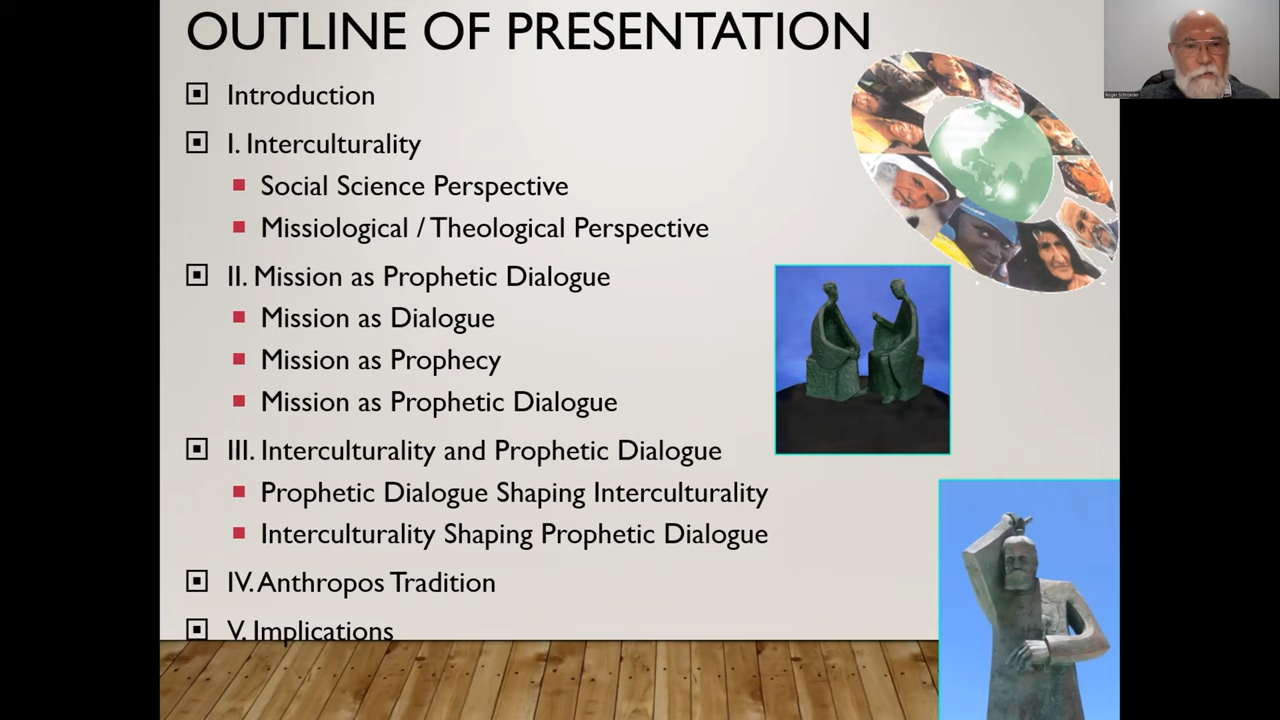 OUTLINE OF PRESENTATION
Introduction
I. Interculturality
Social Science Perspective
Missiological / Theological Perspective
II. Mission as Prophetic Dialogue
Mission as Dialogue
Mission as Prophecy
Mission as Prophetic Dialogue
III. Interculturality and Prophetic Dialogue
Prophetic Dialogue Shaping Interculturality
Interculturality Shaping Prophetic Dialogue
IV. Anthropos Tradition
V. Implications
Roger Schroeder